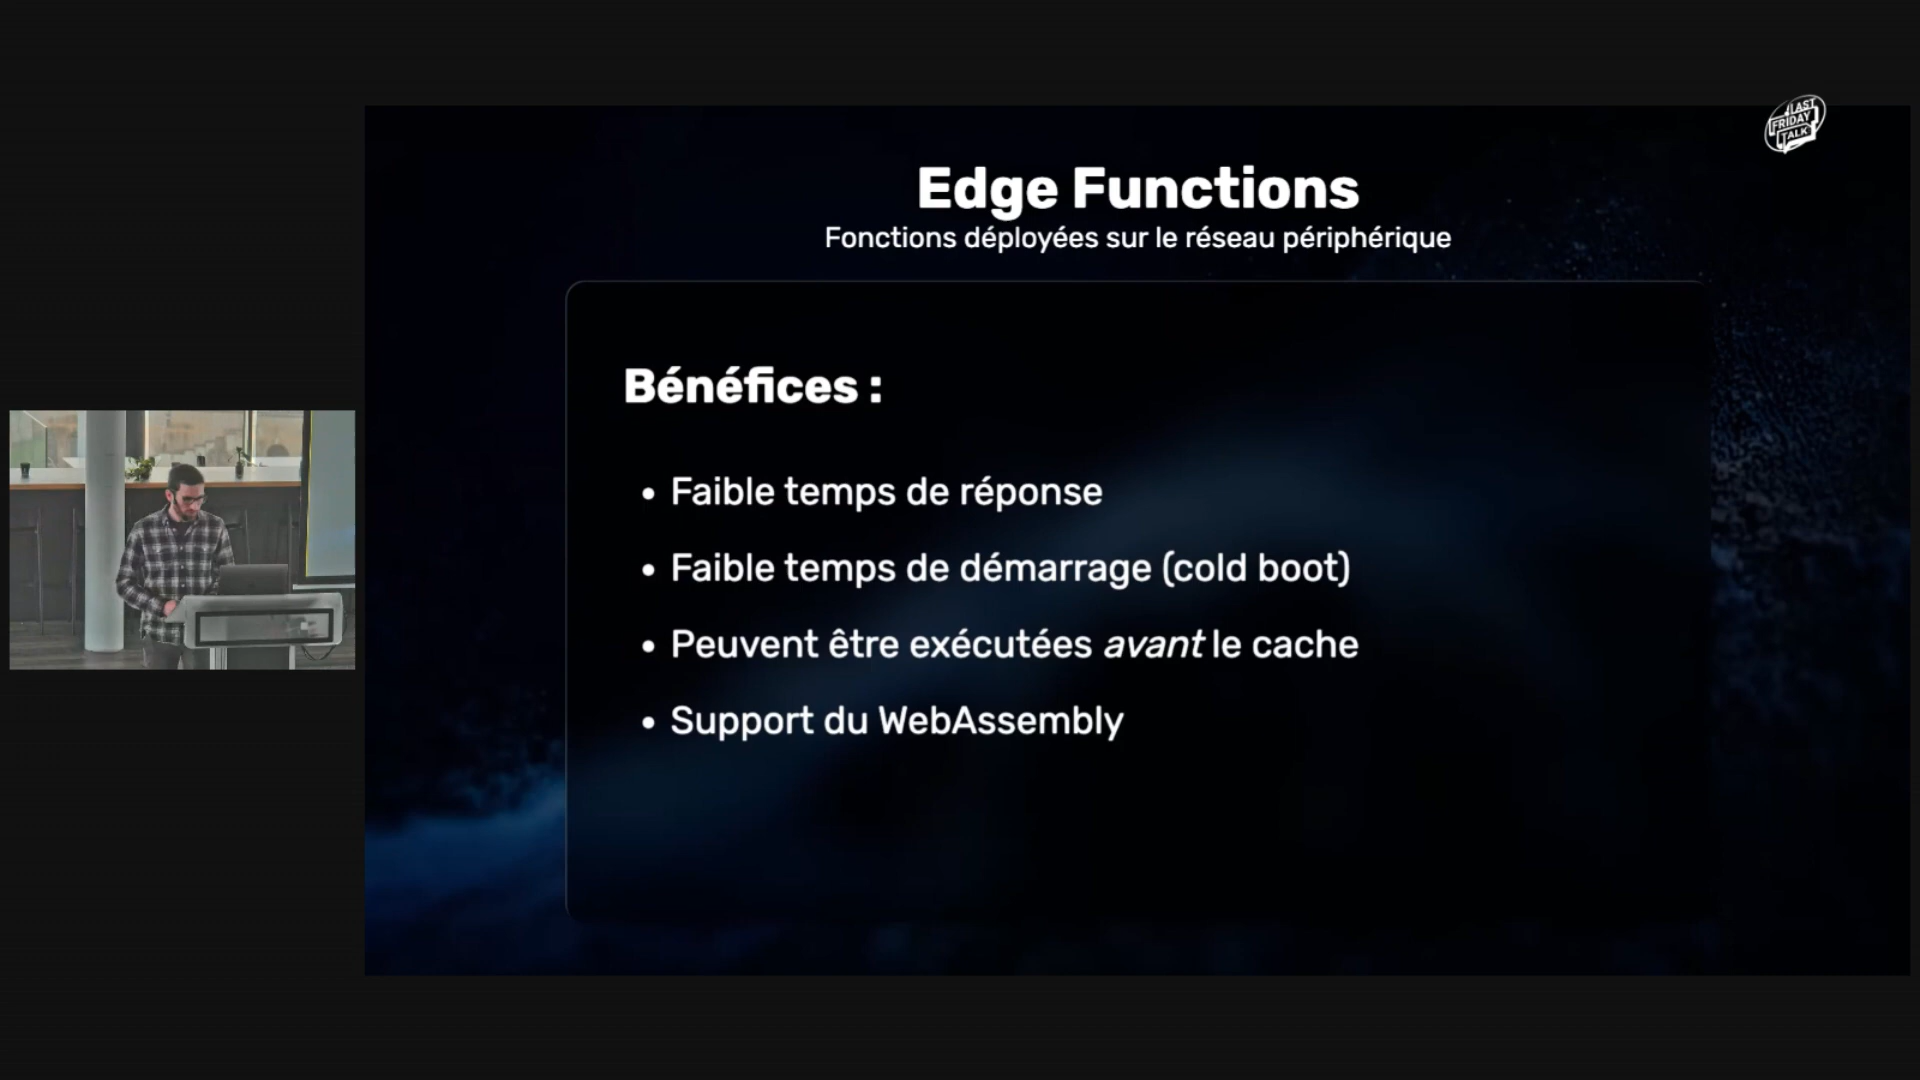 LAST
FRIDAY
TALK
Edge Functions
Fonctions déployées sur le réseau périphérique
Bénéfices :
• Faible temps de réponse
• Faible temps de démarrage (cold boot)
• Peuvent être exécutées avant le cache
• Support du WebAssembly